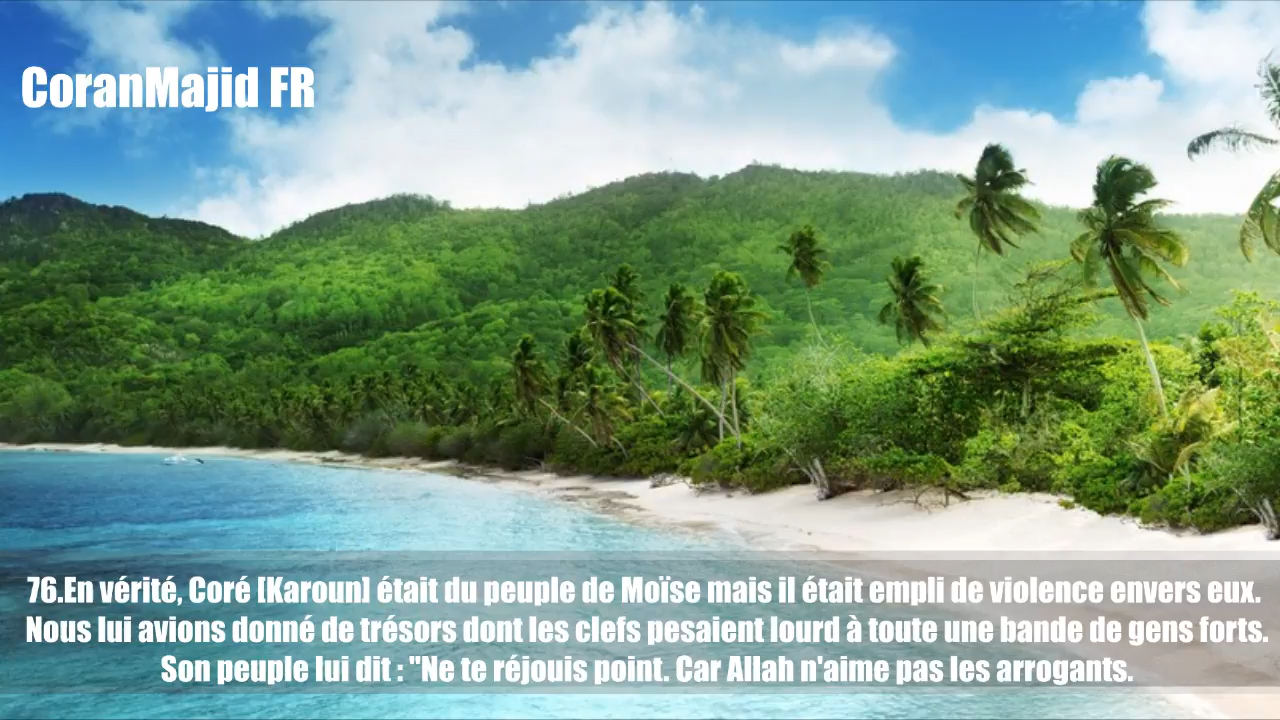 CoranMajid FR
76.En vérité, Coré [Karoun] était du peuple de Moïse mais il était empli de violence envers eux.
Nous lui avions donné de trésors dont les clefs pesaient lourd à toute une bande de gens forts.
Son peuple lui dit : "Ne te réjouis point. Car Allah n'aime pas les arrogants.